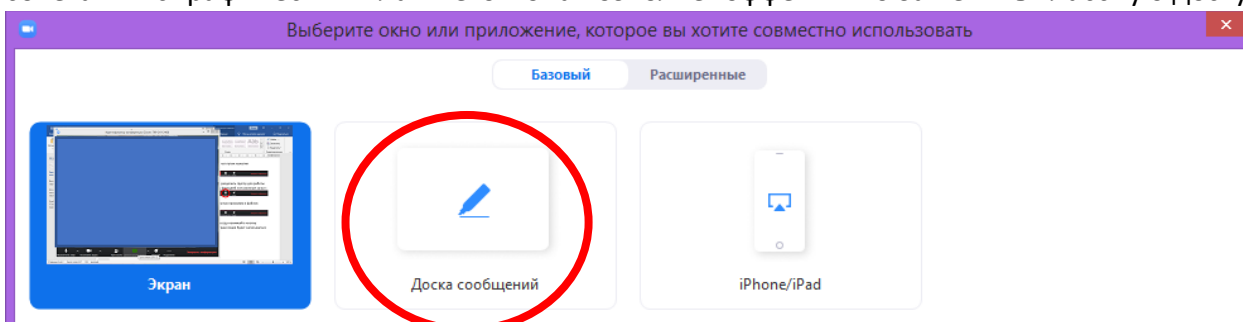 Выберите окно или приложение, которое вы хотите совместно использовать
Базовый Расширенные
Экран Доска сообщений iPhone/iPad